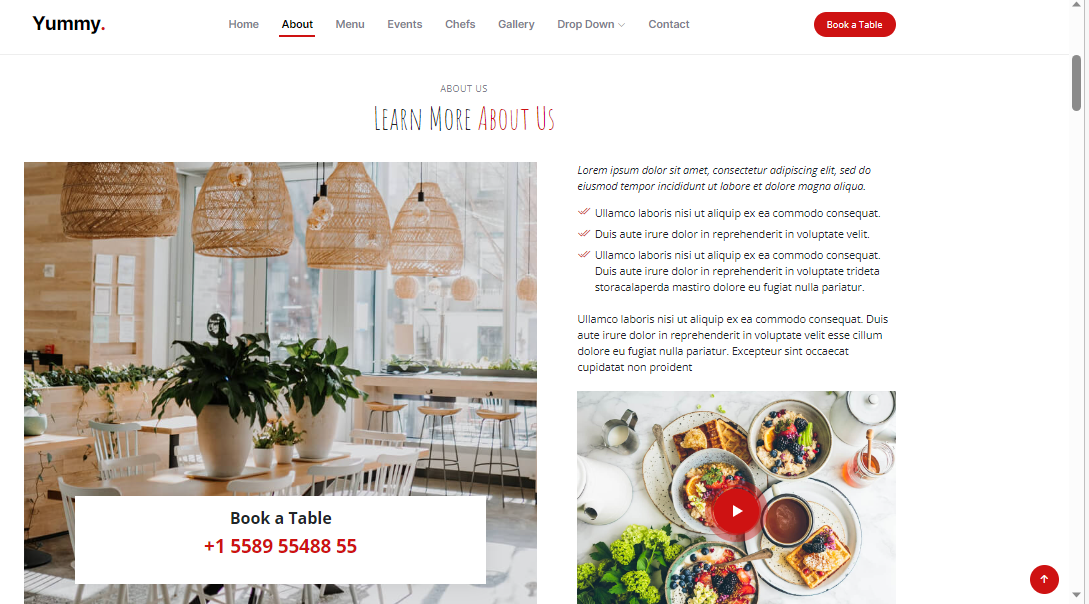 Yummy.
Home About Menu Events Chefs Gallery Drop Down Contact
Book a Table
ABOUT US
Learn More About Us
Lorem ipsum dolor sit amet, consectetur adipiscing elit, sed do
eiusmod tempor incididunt ut labore et dolore magna aliqua.
Ullamco laboris nisi ut aliquip ex ea commodo consequat.
Duis aute irure dolor in reprehenderit in voluptate velit.
Ullamco laboris nisi ut aliquip ex ea commodo consequat.
Duis aute irure dolor in reprehenderit in voluptate trideta
storacalaperda mastiro dolore eu fugiat nulla pariatur.
Ullamco laboris nisi ut aliquip ex ea commodo consequat. Duis
aute irure dolor in reprehenderit in voluptate velit esse cillum
dolore eu fugiat nulla pariatur. Excepteur sint occaecat
cupidatat non proident
Book a Table
+1 5589 55488 55